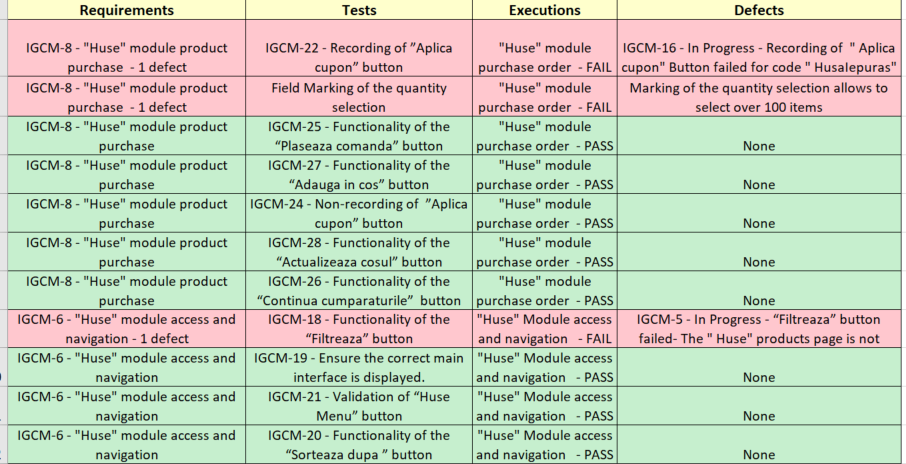 Requirements Tests Executions Defects
IGCM-8 - "Huse" module product
purchase - 1 defect
IGCM-22 - Recording of ”Aplica
cupon” button
"Huse" module
purchase order - FAIL
IGCM-16 - In Progress - Recording of " Aplica
cupon" Button failed for code " HusaIepuras"
IGCM-8 - "Huse" module product
purchase - 1 defect
Field Marking of the quantity
selection
"Huse" module
purchase order - FAIL
Marking of the quantity selection allows to
select over 100 items
IGCM-8 - "Huse" module product
purchase
IGCM-25 - Functionality of the
“Plaseaza comanda” button
"Huse" module
purchase order - PASS
None
IGCM-8 - "Huse" module product
purchase
IGCM-27 - Functionality of the
“Adauga in cos” button
"Huse" module
purchase order - PASS
None
IGCM-8 - "Huse" module product
purchase
IGCM-24 - Non-recording of ”Aplica
cupon” button
"Huse" module
purchase order - PASS
None
IGCM-8 - "Huse" module product
purchase
IGCM-28 - Functionality of the
“Actualizeaza cosul” button
"Huse" module
purchase order - PASS
None
IGCM-8 - "Huse" module product
purchase
IGCM-26 - Functionality of the
“Continua cumparaturile” button
"Huse" module
purchase order - PASS
None
IGCM-6 - "Huse" module access and
navigation - 1 defect
IGCM-18 - Functionality of the
“Filtreaza” button
"Huse" Module access
and navigation - FAIL
IGCM-5 - In Progress - “Filtreaza” button
failed- The " Huse" products page is not
IGCM-6 - "Huse" module access and
navigation
IGCM-19 - Ensure the correct main
interface is displayed.
"Huse" Module access
and navigation - PASS
None
IGCM-6 - "Huse" module access and
navigation
IGCM-21 - Validation of “Huse
Menu” button
"Huse" Module access
and navigation - PASS
None
IGCM-6 - "Huse" module access and
navigation
IGCM-20 - Functionality of the
“Sorteaza dupa ” button
"Huse" Module access
and navigation - PASS
None